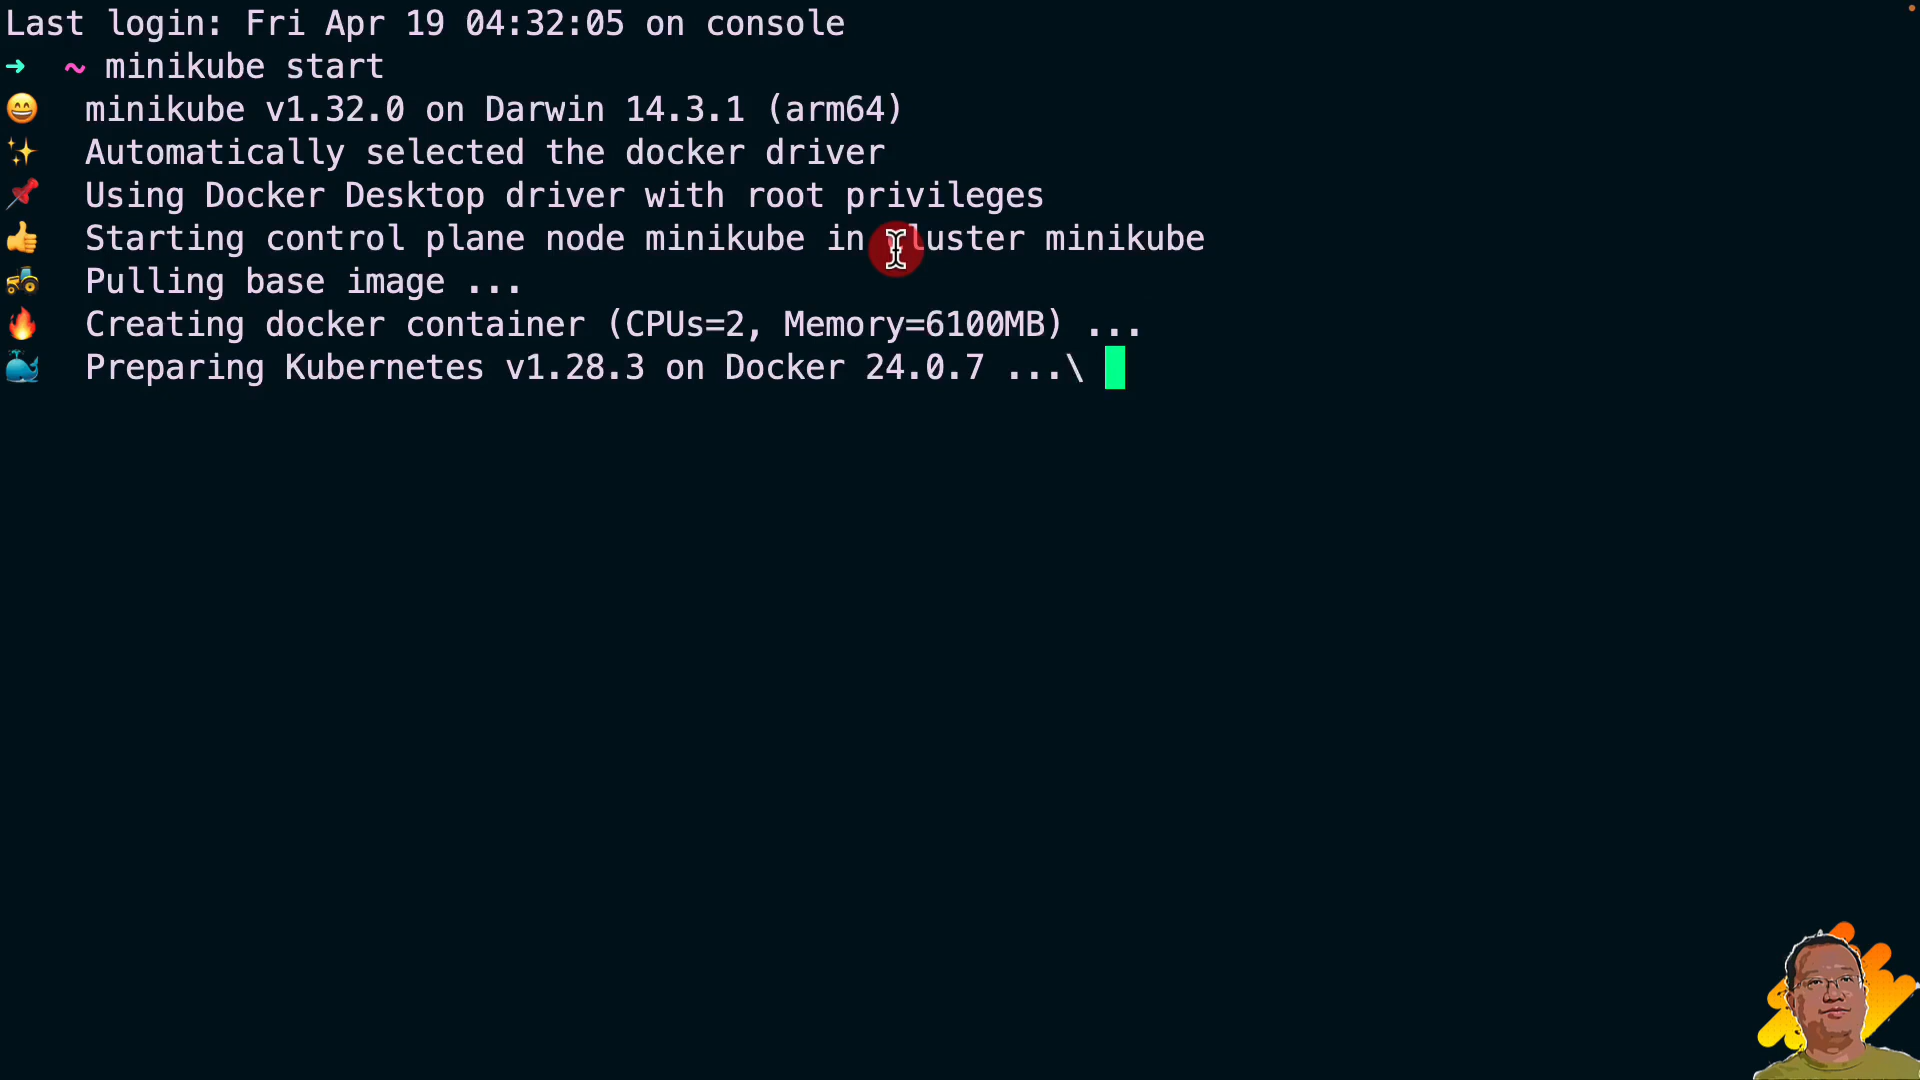 Last login: Fri Apr 19 04:32:05 on console
➜ ~ minikube start
😄 minikube v1.32.0 on Darwin 14.3.1 (arm64)
✨ Automatically selected the docker driver
📌 Using Docker Desktop driver with root privileges
👍 Starting control plane node minikube in cluster minikube
🚜 Pulling base image ...
🔥 Creating docker container (CPUs=2, Memory=6100MB) ...
🐳 Preparing Kubernetes v1.28.3 on Docker 24.0.7 ...\